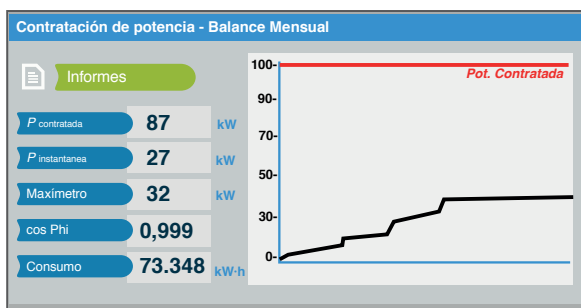 Contratación de potencia - Balance Mensual
Informes
P contratada 87 kW
P instantanea 27 kW
Maxímetro 32 kW
cos Phi 0,999
Consumo 73.348 kW·h
100-
Pot. Contratada
90-
70-
50-
30-
0-